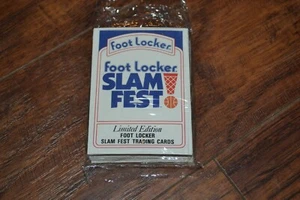 Foot Locker
foot Locker
SLAM
FEST
Limited Edition
FOOT LOCKER
SLAM FEST TRADING CARDS